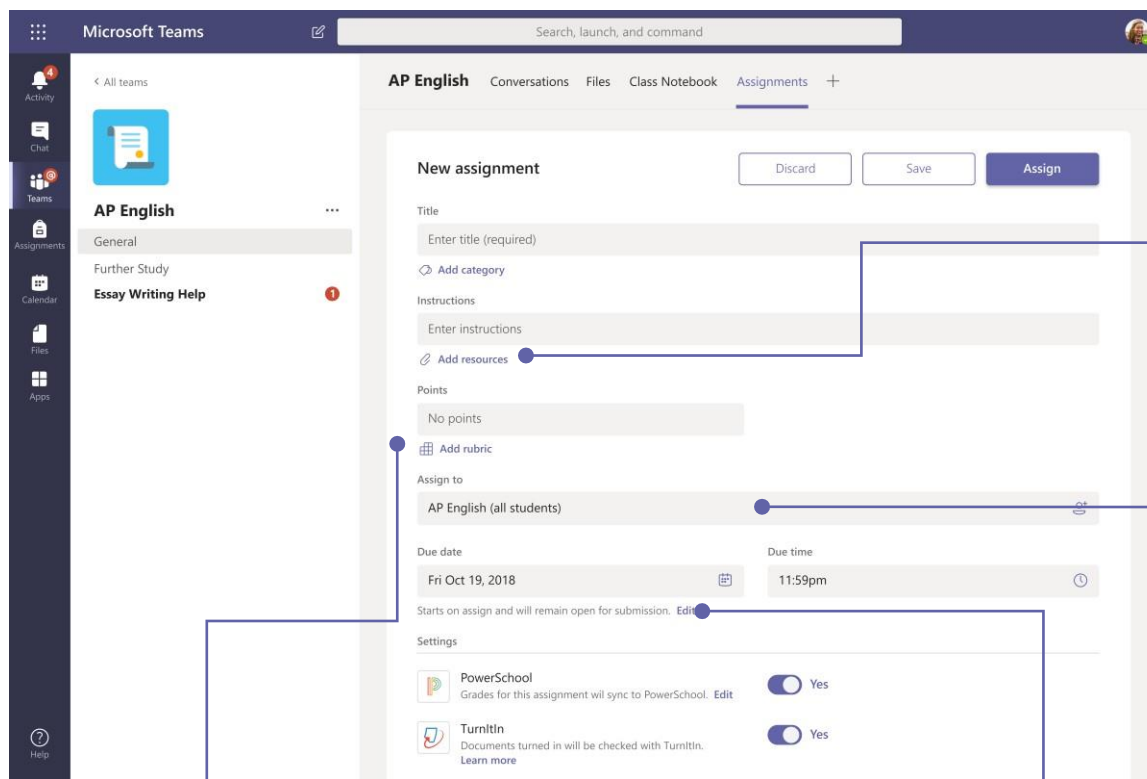 Microsoft Teams
Search, launch, and command
4
Activity
Chat
@
Teams
Assignments
Calendar
Files
Apps
Help
< All teams
AP English
...
General
Further Study
Essay Writing Help
1
AP English Conversations Files Class Notebook Assignments +
New assignment
Discard
Save
Assign
Title
Enter title (required)
Add category
Instructions
Enter instructions
Add resources
Points
No points
Add rubric
Assign to
AP English (all students)
Due date
Due time
Fri Oct 19, 2018
11:59pm
Starts on assign and will remain open for submission. Edit
Settings
PowerSchool
Grades for this assignment wil sync to PowerSchool. Edit
Yes
TurnItIn
Documents turned in will be checked with TurnItIn.
Learn more
Yes